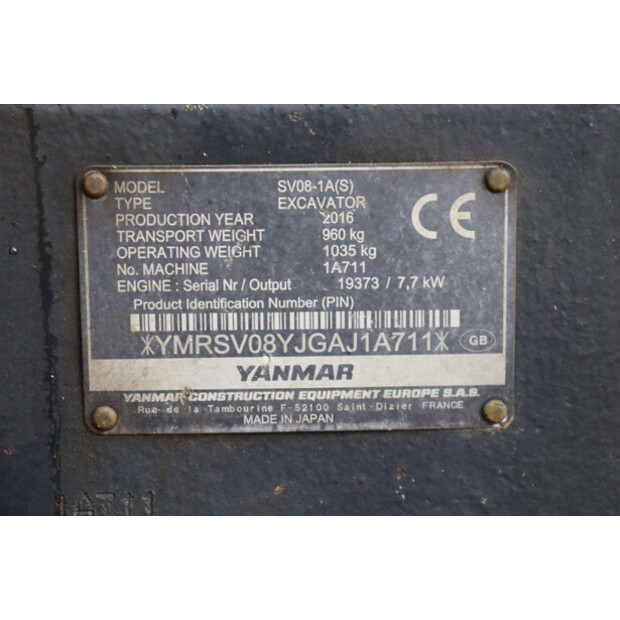 MODEL SV08-1A(S)
TYPE EXCAVATOR
PRODUCTION YEAR 2016
TRANSPORT WEIGHT 960 kg
OPERATING WEIGHT 1035 kg
No. MACHINE 1A711
ENGINE : Serial Nr / Output 19373 / 7,7 kW
Product Identification Number (PIN)
*YMRSV08YJGAJ1A711*
GB
YANMAR
YANMAR CONSTRUCTION EQUIPMENT EUROPE S.A.S.
Rue de la Tambourine F-52100 Saint-Dizier FRANCE
MADE IN JAPAN
CE
1A711